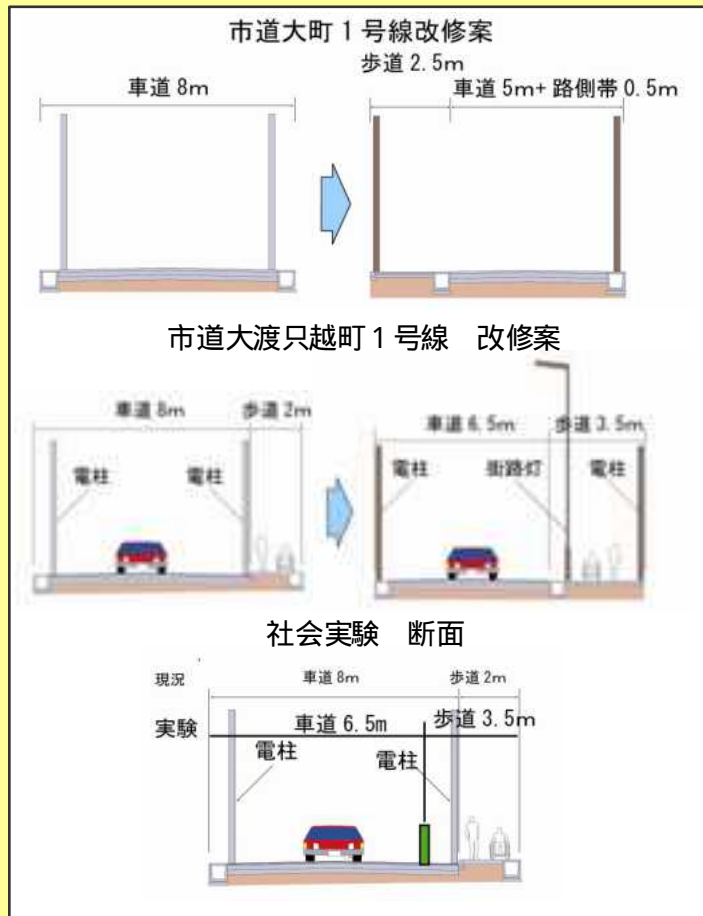 市道大町１号線改修案
歩道 2.5m
車道 8m
車道 5m+ 路側帯 0.5m
市道大渡只越町１号線　改修案
車道 8m
歩道 2m
車道 6.5m
歩道 3.5m
電柱
電柱
電柱
街路灯
電柱
社会実験　断面
現況
車道 8m
歩道 2m
実験
車道 6.5m
歩道 3.5m
電柱
電柱